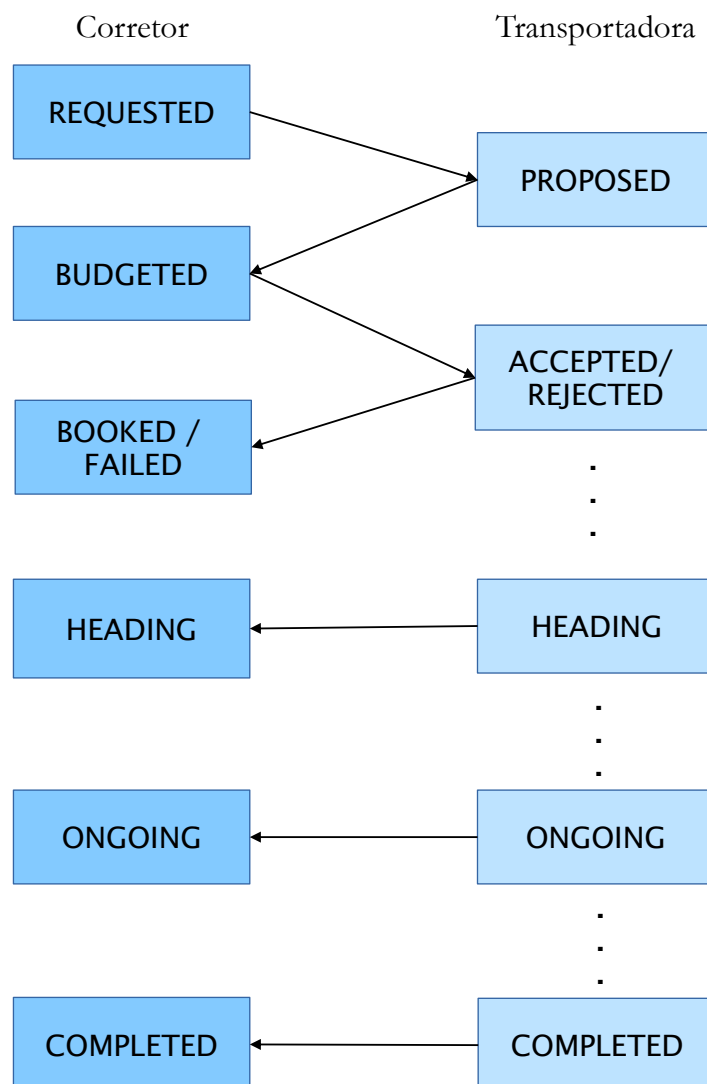 Corretor
Transportadora
REQUESTED
PROPOSED
BUDGETED
ACCEPTED/
REJECTED
BOOKED /
FAILED
.
.
.
HEADING
HEADING
.
.
.
ONGOING
ONGOING
.
.
.
COMPLETED
COMPLETED